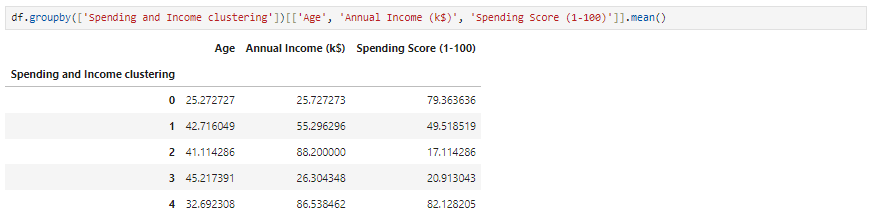 df.groupby(['Spending and Income clustering'])[['Age', 'Annual Income (k$)', 'Spending Score (1-100)']].mean()
Age Annual Income (k$) Spending Score (1-100)
Spending and Income clustering
0 25.272727 25.727273 79.363636
1 42.716049 55.296296 49.518519
2 41.114286 88.200000 17.114286
3 45.217391 26.304348 20.913043
4 32.692308 86.538462 82.128205